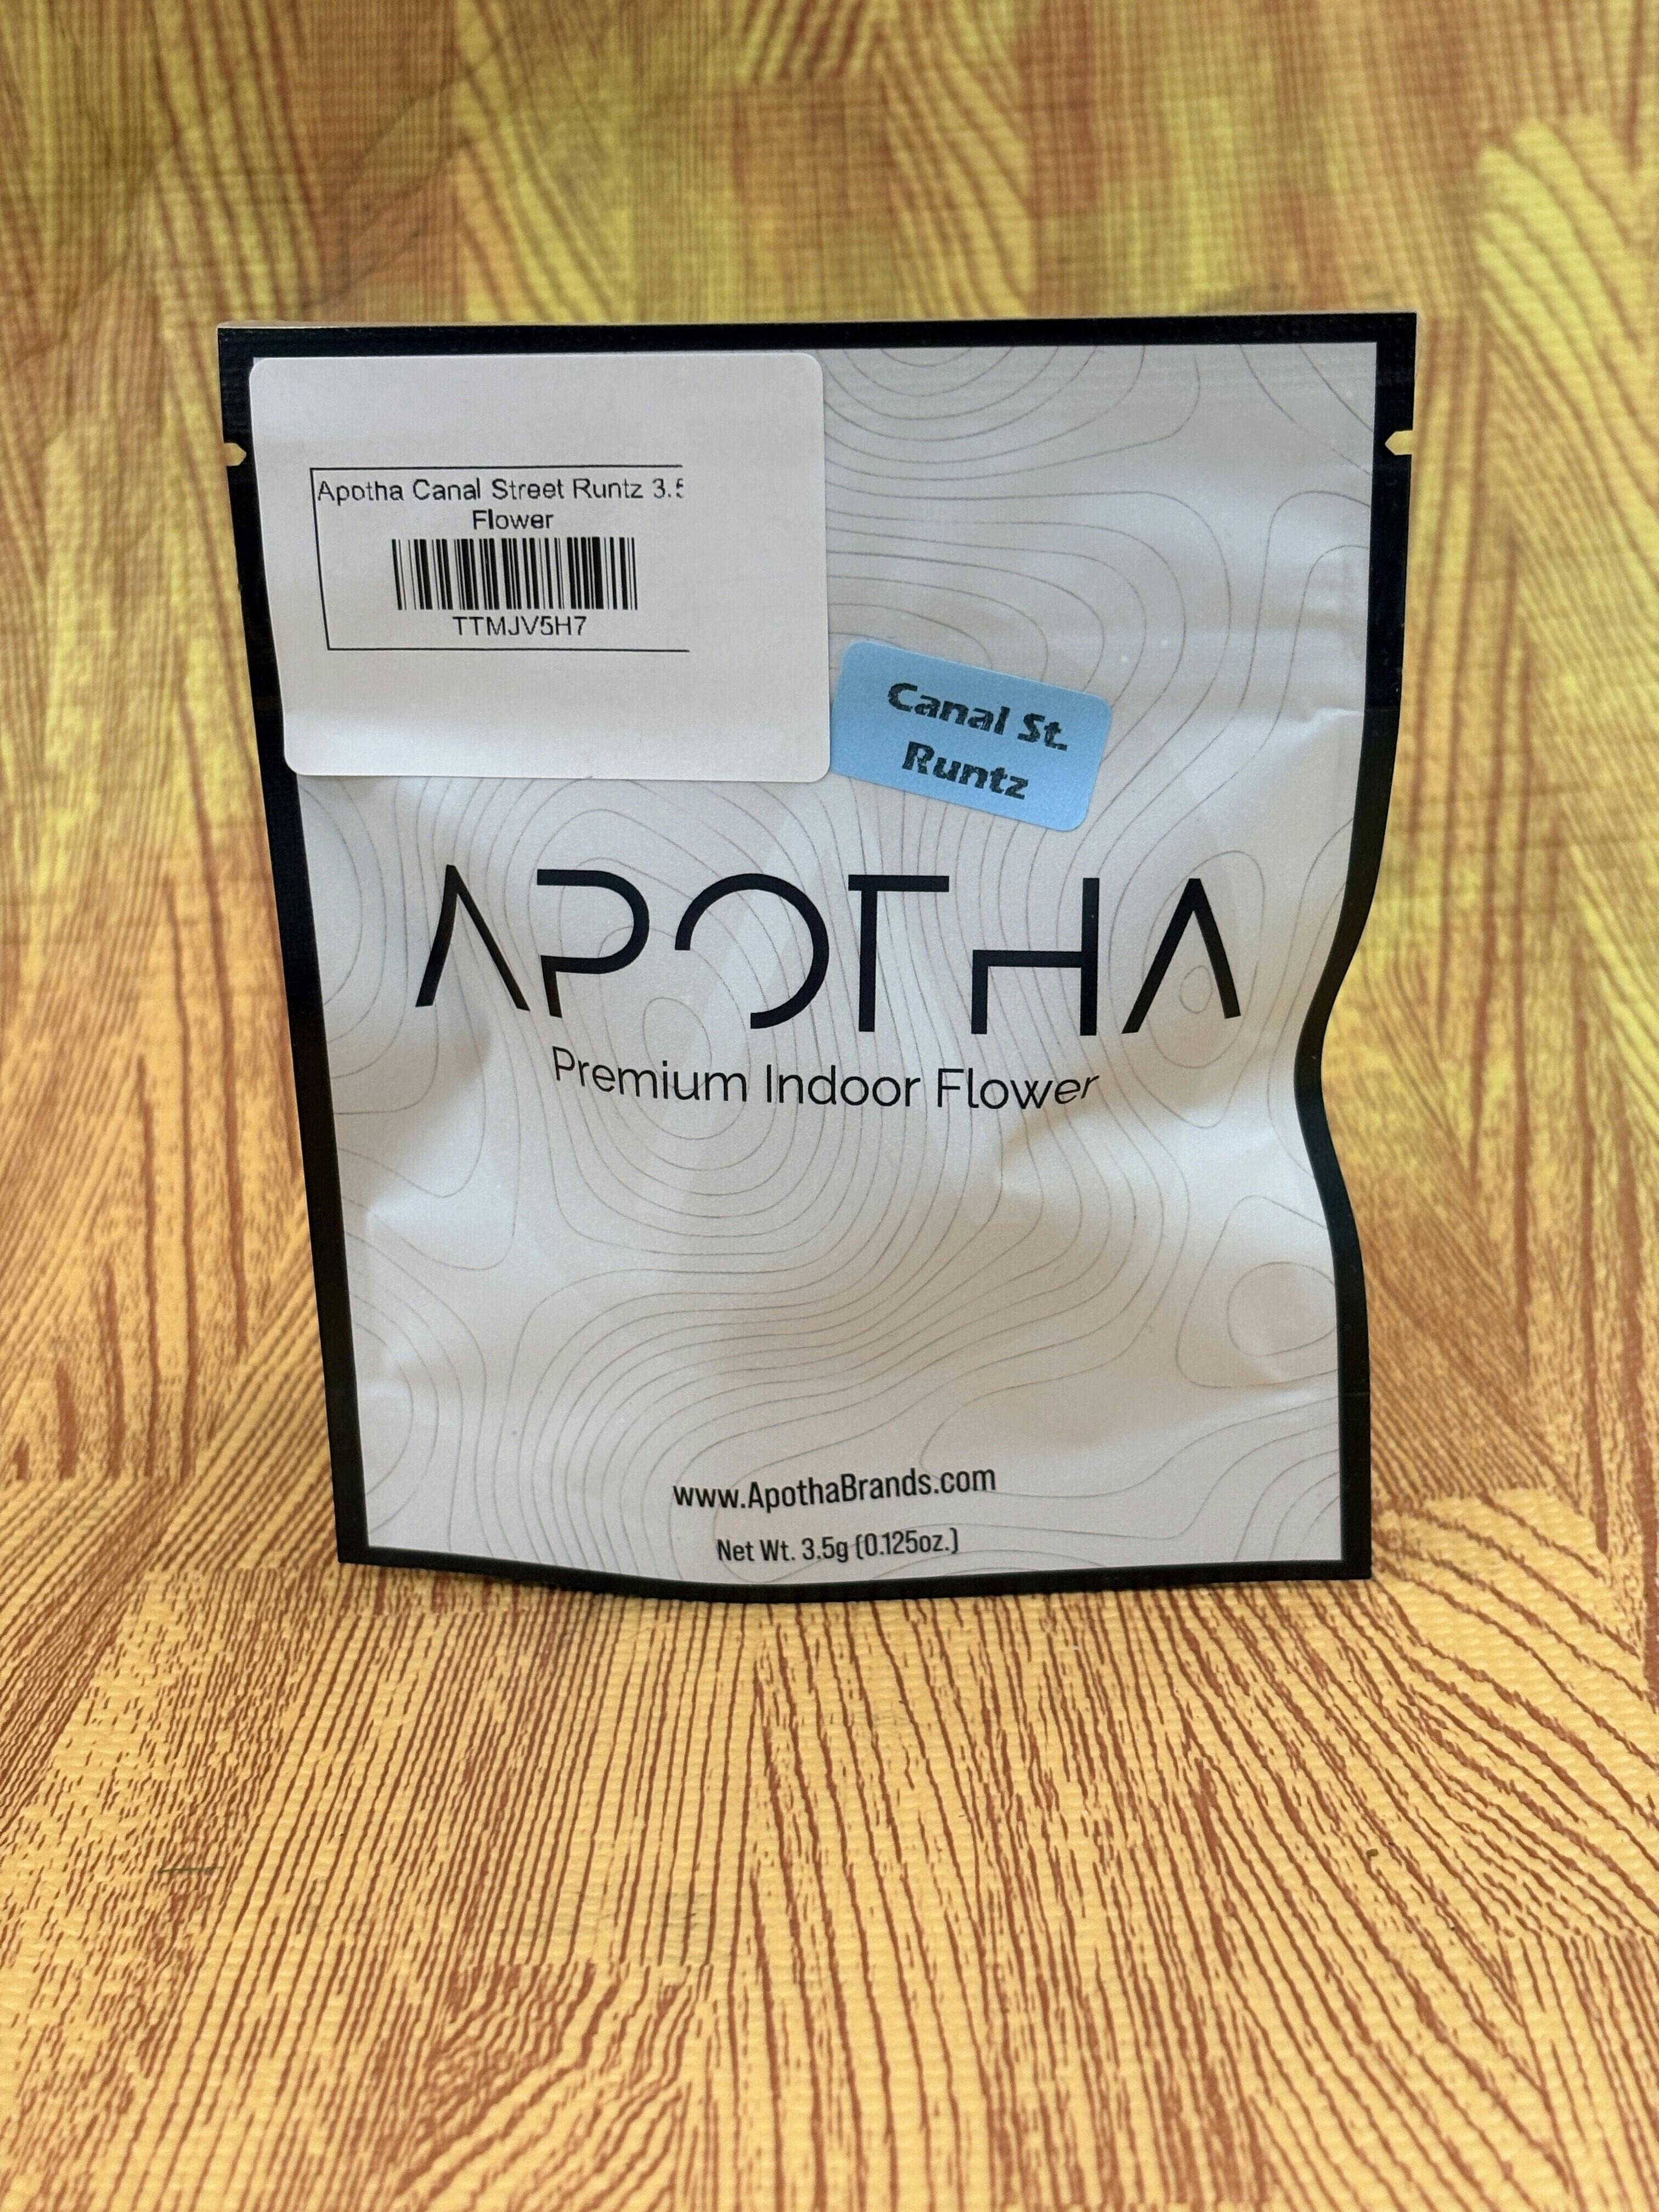 Apotha Canal Street Runtz 3.5
Flower
TTMJV5H7
Canal St.
Runtz
APOTHA
Premium Indoor Flower
www.ApothaBrands.com
Net Wt. 3.5g (0.125oz.)